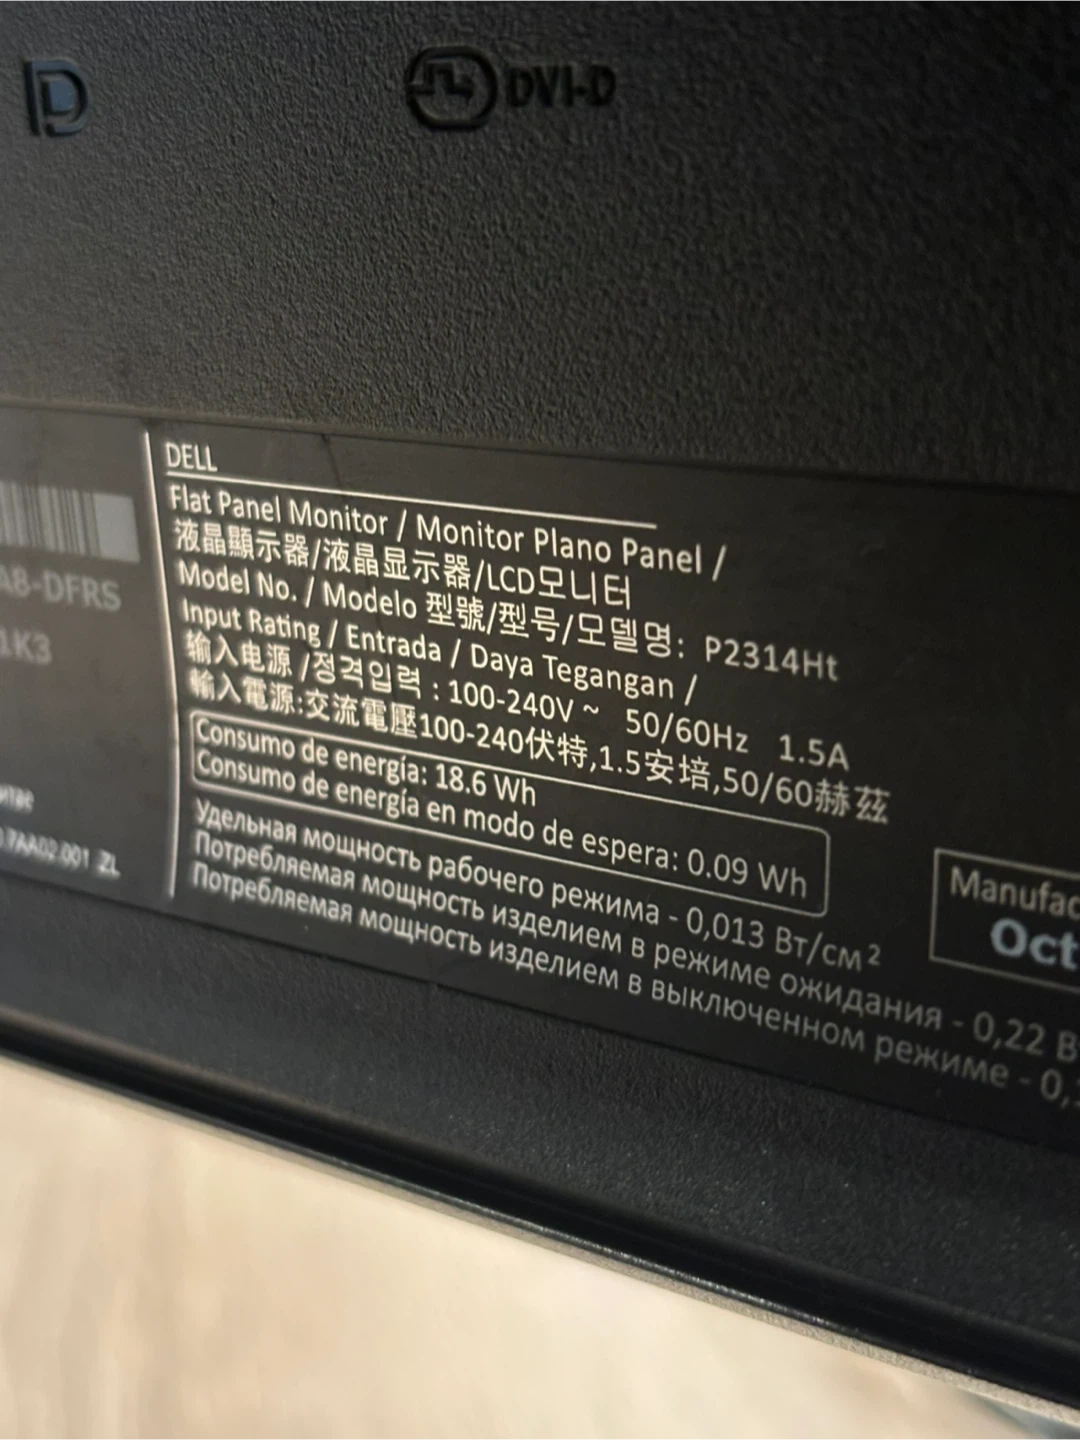 DVI-D
DELL
Flat Panel Monitor / Monitor Plano Panel /
液晶顯示器/液晶显示器/LCD모니터
Model No. / Modelo 型號/型号/모델명: P2314Ht
Input Rating / Entrada / Daya Tegangan /
输入电源 /정격입력 : 100-240V ~ 50/60Hz 1.5A
輸入電源:交流電壓100-240伏特,1.5安培,50/60赫茲
Consumo de energía: 18.6 Wh
Consumo de energía en modo de espera: 0.09 Wh
Удельная мощность рабочего режима - 0,013 Вт/см²
Потребляемая мощность изделием в режиме ожидания - 0,22 В
Потребляемая мощность изделием в выключенном режиме - 0,
A8-DFRS
1K3
7AA02.001 ZL
Manufac
Oct